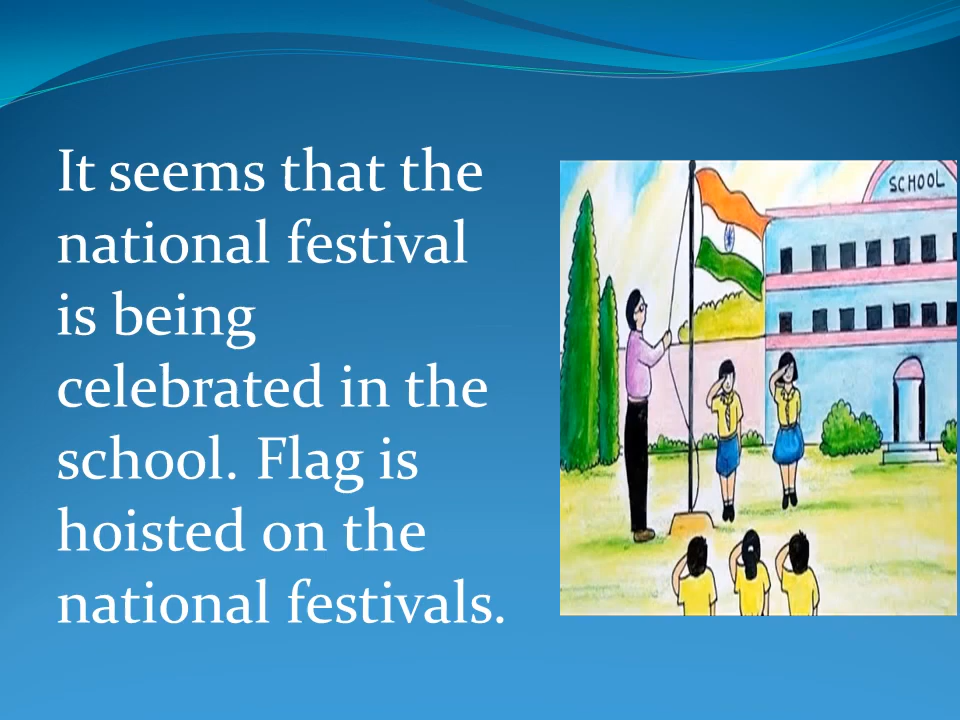 It seems that the
national festival
is being
celebrated in the
school. Flag is
hoisted on the
national festivals.
SCHOOL